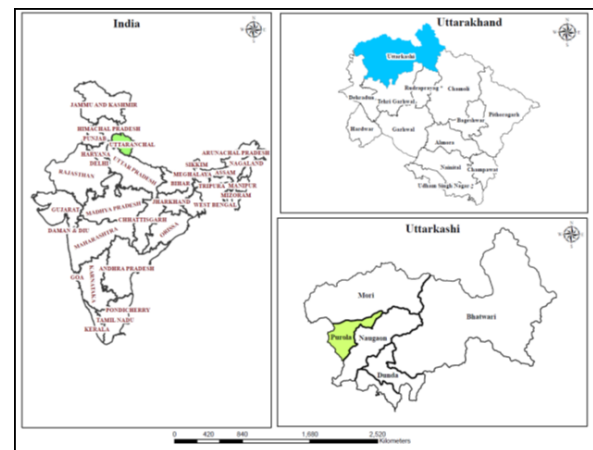 India
JAMMU AND KASHMIR
HIMACHAL PRADESH
PUNJAB
UTTARANCHAL
HARYANA
DELHI
UTTAR PRADESH
RAJASTHAN
ARUNACHAL PRADESH
SIKKIM
NAGALAND
MEGHALAYA
ASSAM
BIHAR
TRIPURA
MANIPUR
MIZORAM
JHARKHAND
WEST BENGAL
GUJARAT
MADHYA PRADESH
DAMAN & DIU
CHHATTISGARH
ORISSA
MAHARASHTRA
GOA
KARNATAKA
ANDHRA PRADESH
PONDICHERRY
TAMIL NADU
KERALA
Uttarakhand
Uttarkashi
Rudraprayag
Chamoli
Dehradun
Tehri Garhwal
Pithoragarh
Hardwar
Garhwal
Bageshwar
Almora
Nainital
Champawat
Udham Singh Nagar
Uttarkashi
Mori
Purola
Naugaon
Bhatwari
Dunda
0 420 840 1,680 2,520
Kilometers